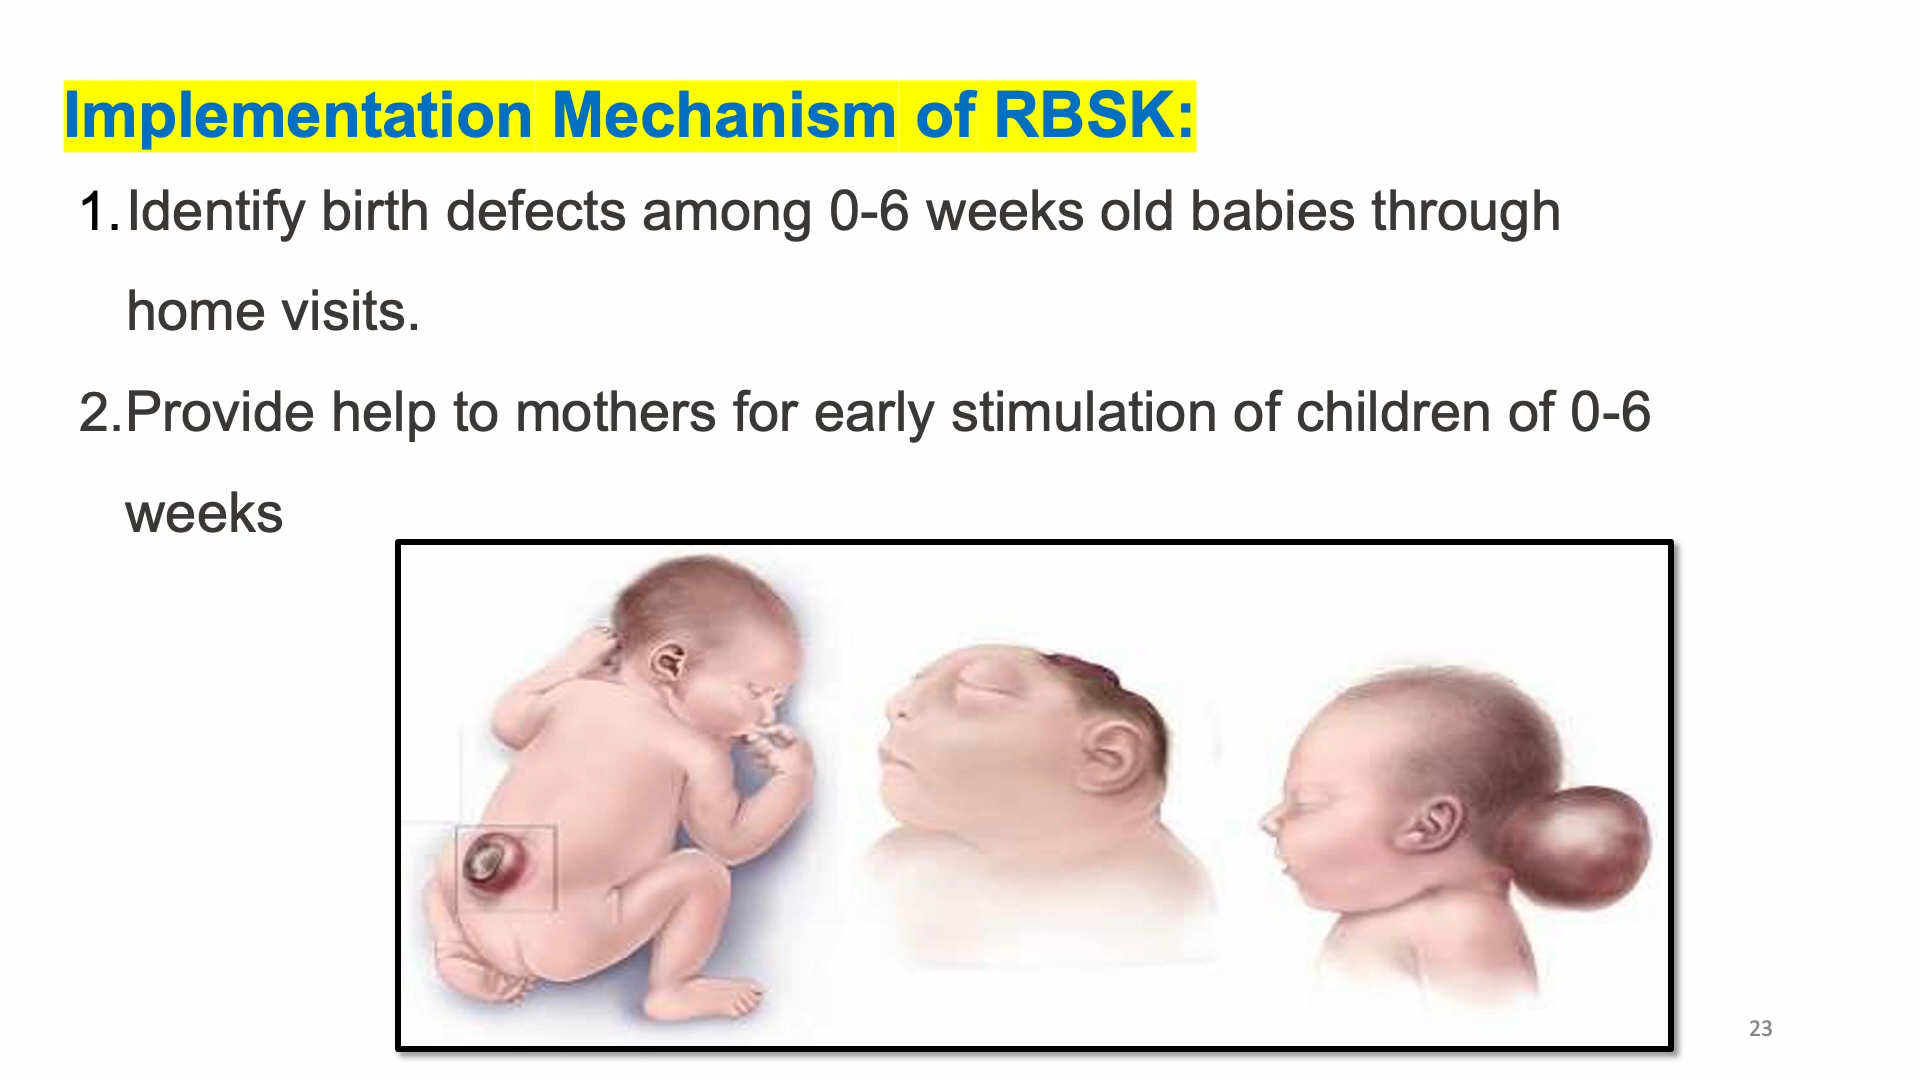 Implementation Mechanism of RBSK:
1. Identify birth defects among 0-6 weeks old babies through
home visits.
2.Provide help to mothers for early stimulation of children of 0-6
weeks
23